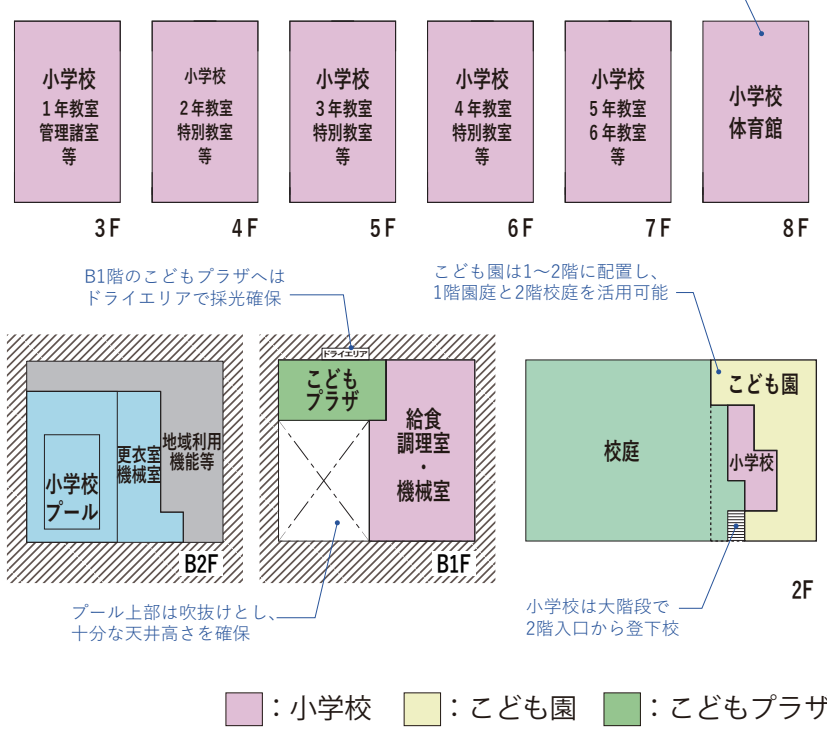 小学校
1年教室
管理諸室
等
3F
小学校
2年教室
特別教室
等
4F
小学校
3年教室
特別教室
等
5F
小学校
4年教室
特別教室
等
6F
小学校
5年教室
6年教室
等
7F
小学校
体育館
8F
B1階のこどもプラザへは
ドライエリアで採光確保
こども園は1〜2階に配置し、
1階園庭と2階校庭を活用可能
小学校
プール
更衣室
機械室
地域利用
機能等
B2F
ドライエリア
こども
プラザ
給食
調理室
・
機械室
B1F
校庭
こども園
小学校
2F
プール上部は吹抜けとし、
十分な天井高さを確保
小学校は大階段で
2階入口から登下校
：小学校
：こども園
：こどもプラザ